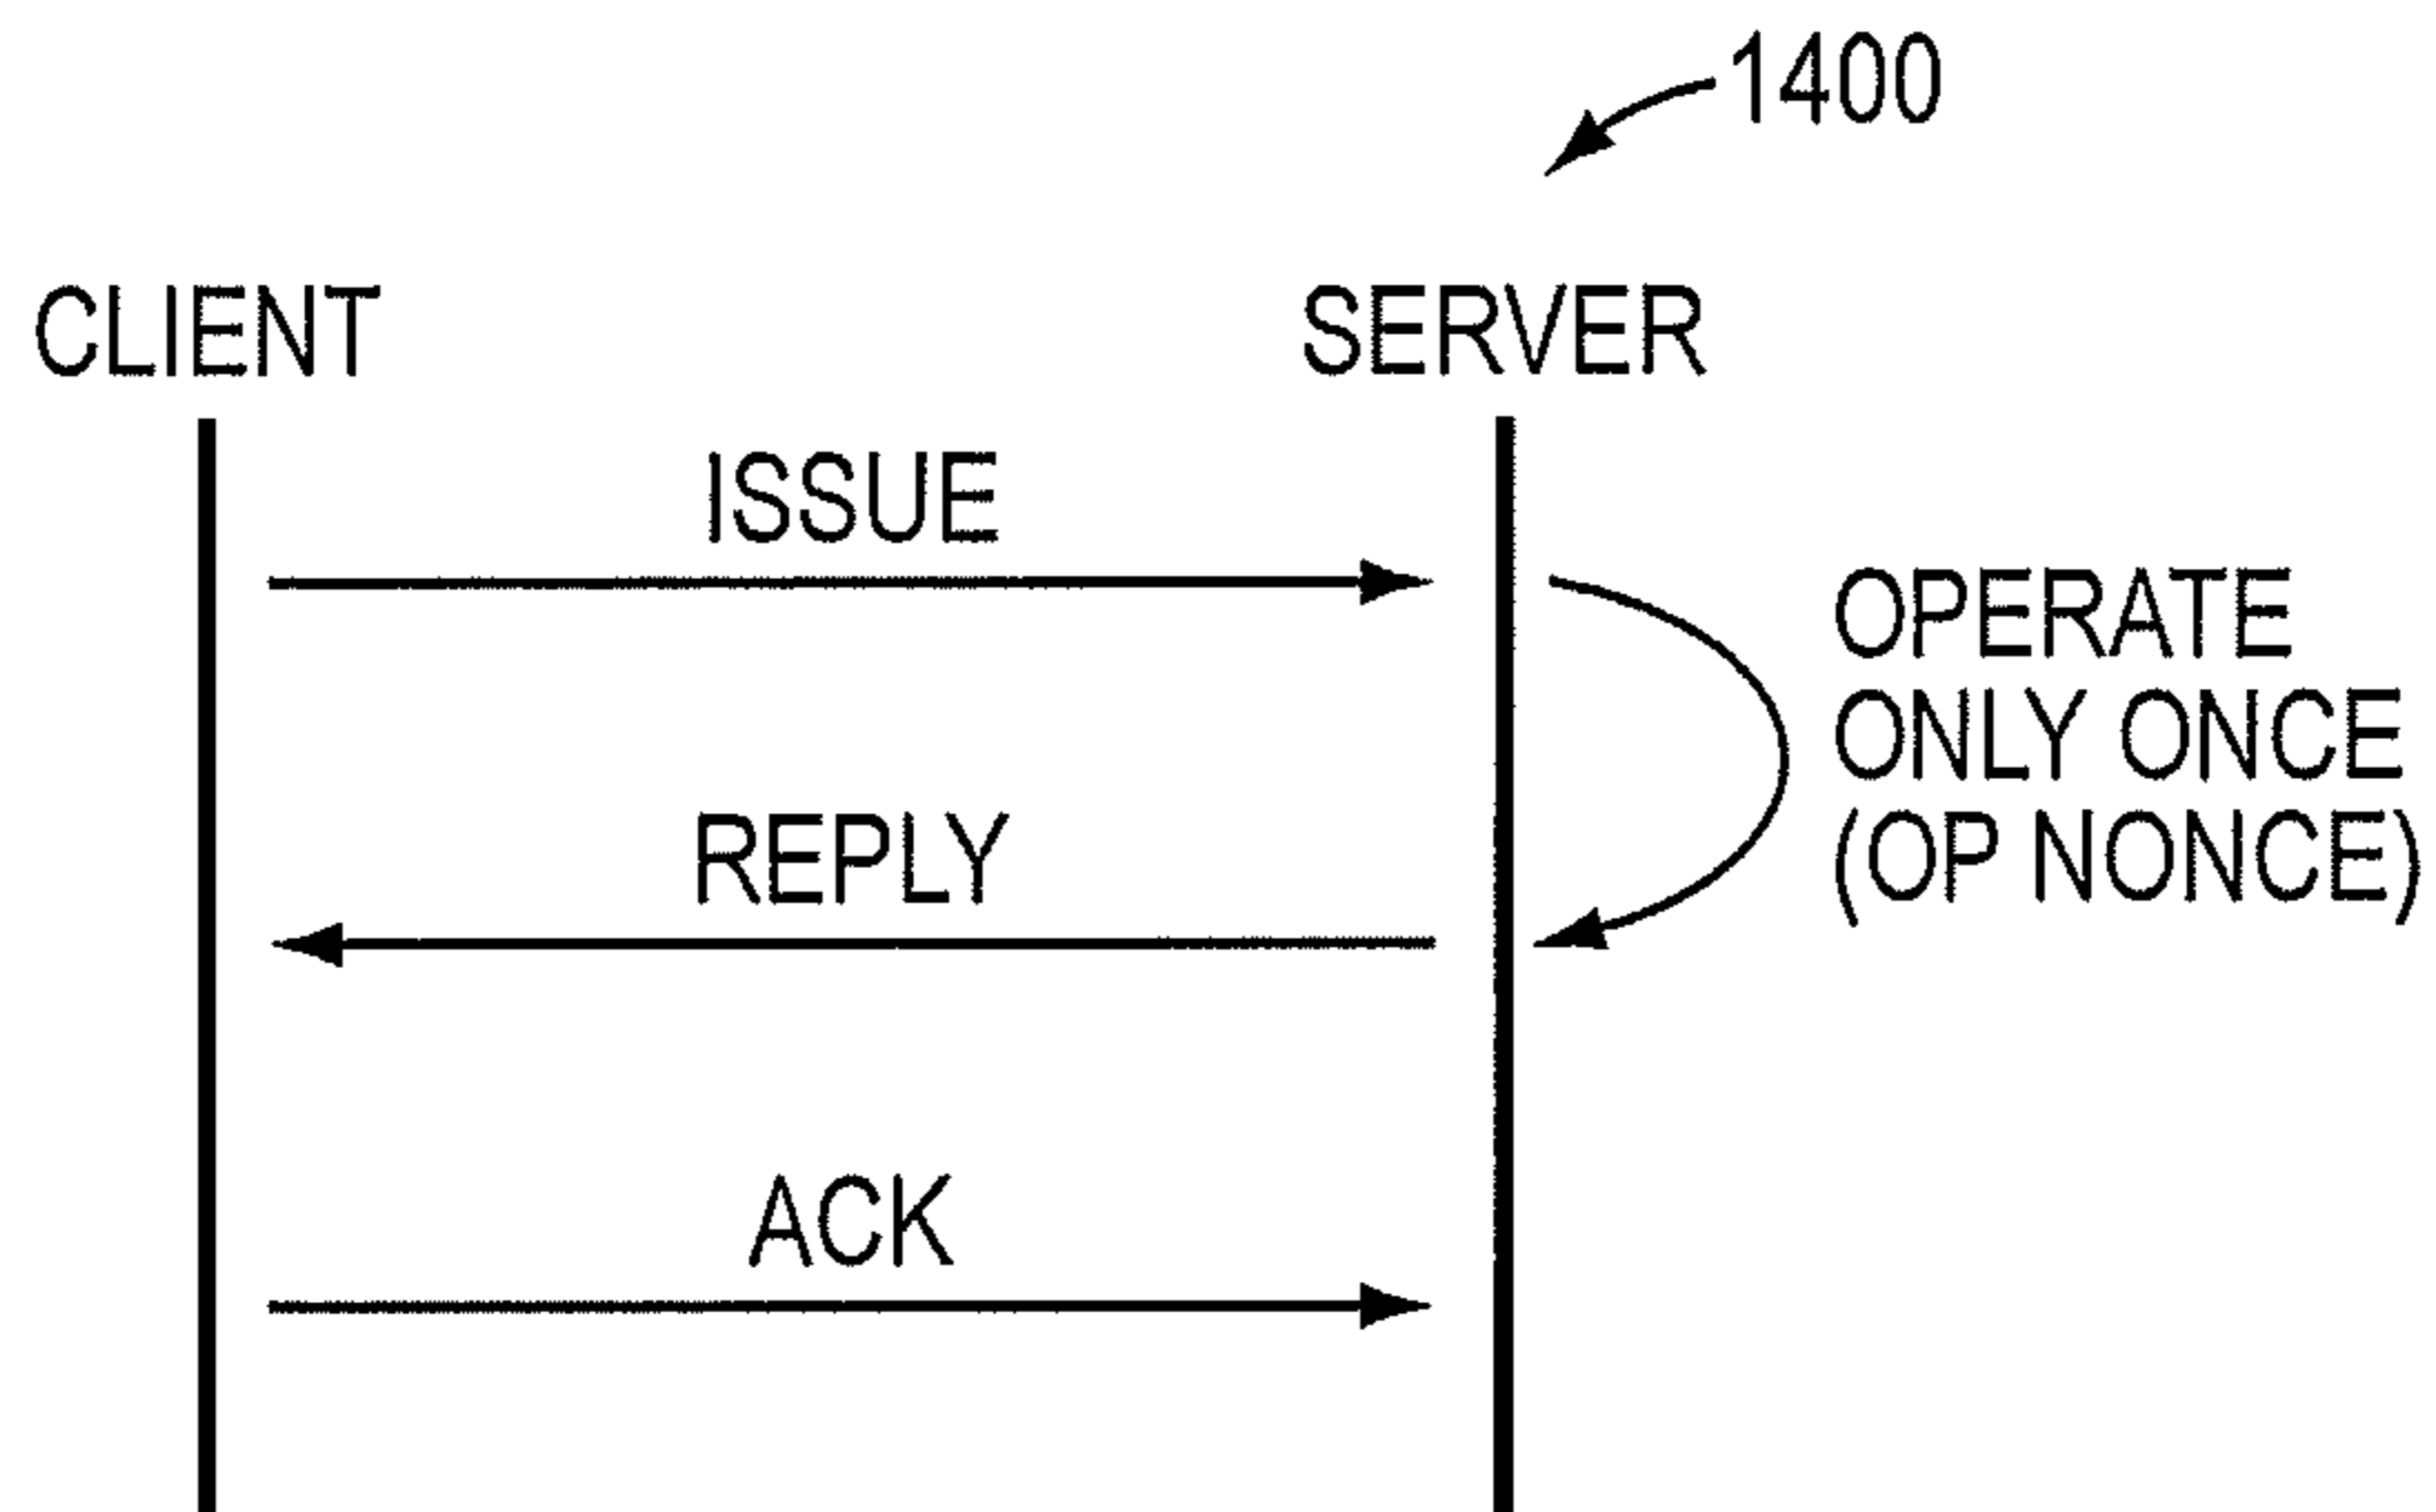 1400
CLIENT
SERVER
ISSUE
OPERATE
ONLY ONCE
(OP NONCE)
REPLY
ACK